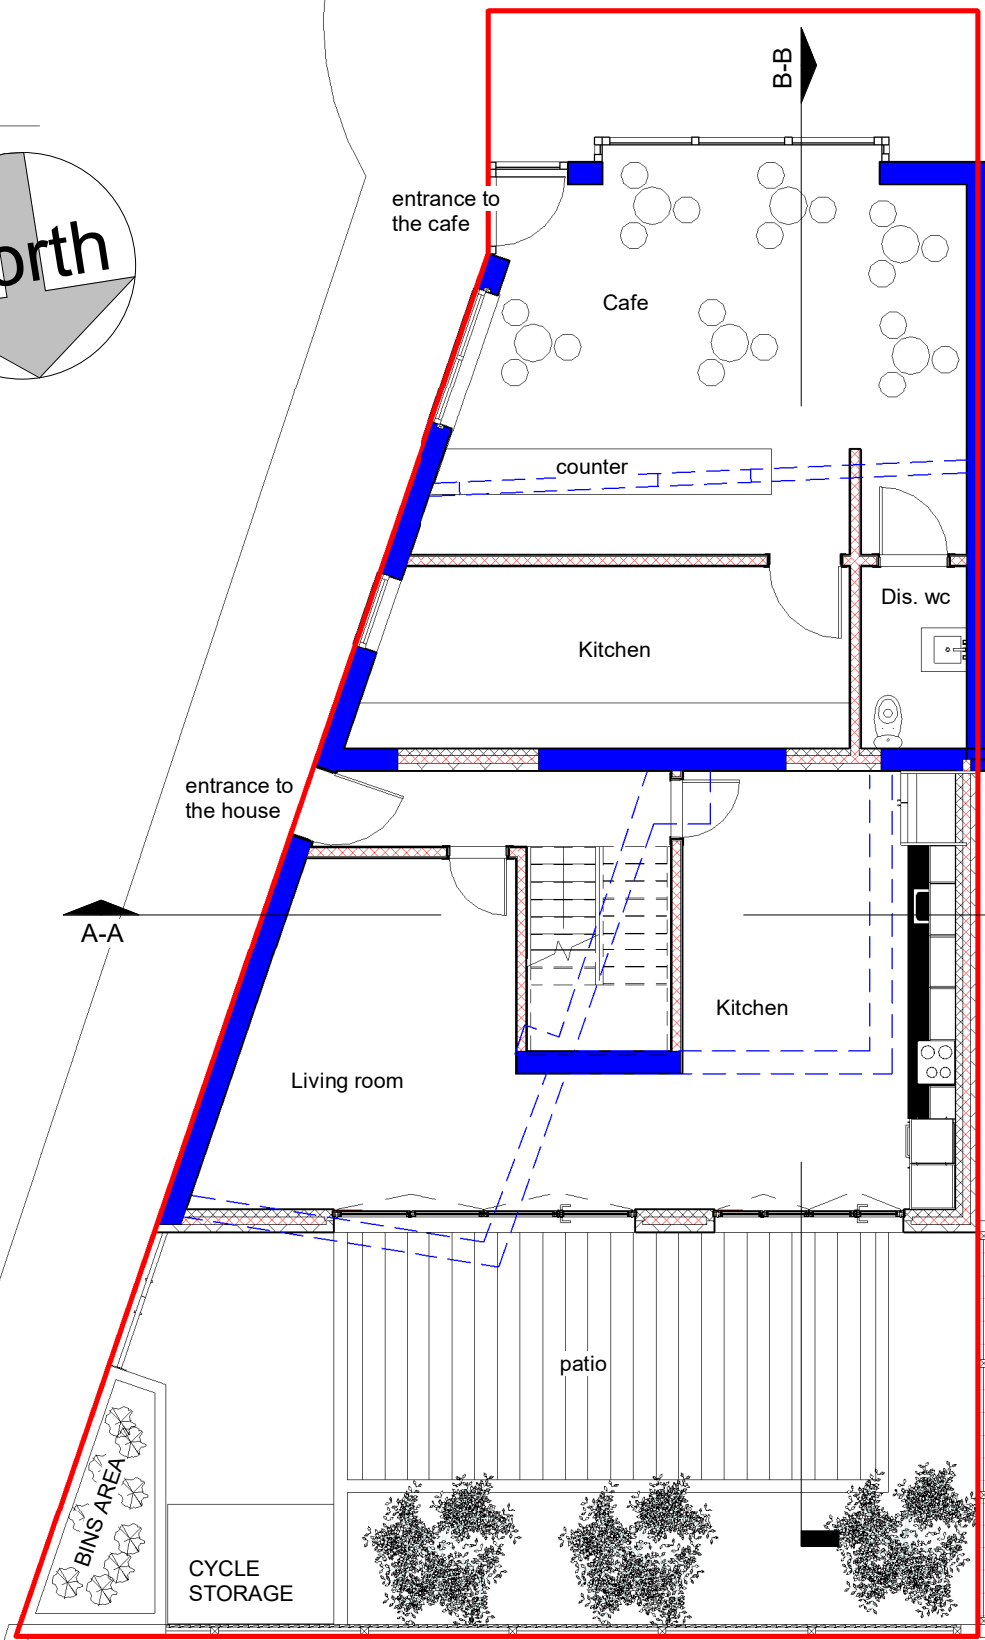 B-B
orth
entrance to
the cafe
Cafe
counter
Dis. wc
Kitchen
entrance to
the house
A-A
Kitchen
Living room
patio
BINS AREA
CYCLE
STORAGE